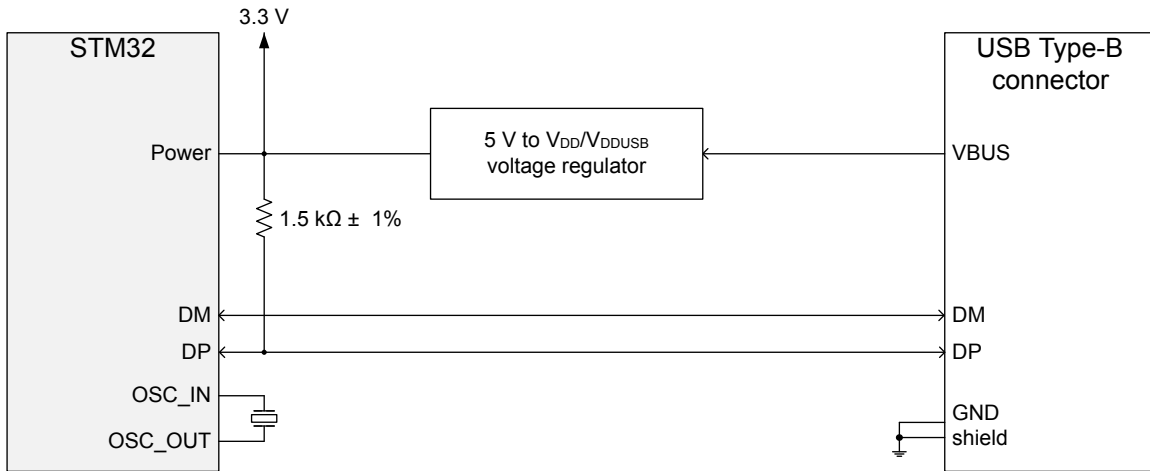 3.3 V
STM32
USB Type-B
connector
5 V to VDD/VDDUSB
voltage regulator
Power
VBUS
1.5 kΩ ± 1%
DM
DM
DP
DP
OSC_IN
GND
OSC_OUT
shield